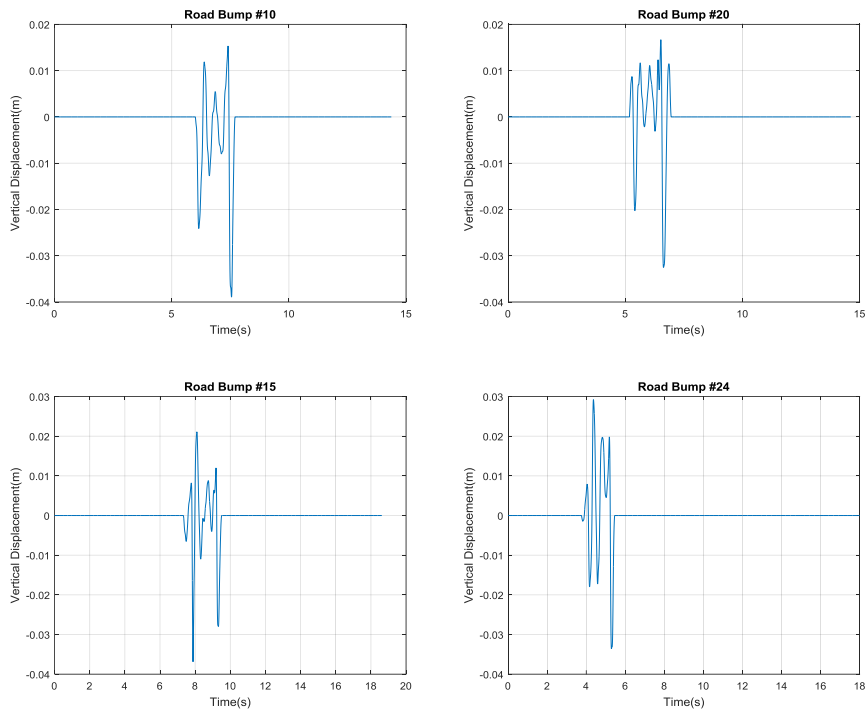 Road Bump #10
0.02
0.01
0
-0.01
-0.02
-0.03
-0.04
Vertical Displacement(m)
0 5 10 15
Time(s)
Road Bump #20
0.02
0.01
0
-0.01
-0.02
-0.03
-0.04
Vertical Displacement(m)
0 5 10 15
Time(s)
Road Bump #15
0.03
0.02
0.01
0
-0.01
-0.02
-0.03
-0.04
Vertical Displacement(m)
0 2 4 6 8 10 12 14 16 18 20
Time(s)
Road Bump #24
0.03
0.02
0.01
0
-0.01
-0.02
-0.03
-0.04
Vertical Displacement(m)
0 2 4 6 8 10 12 14 16 18
Time(s)